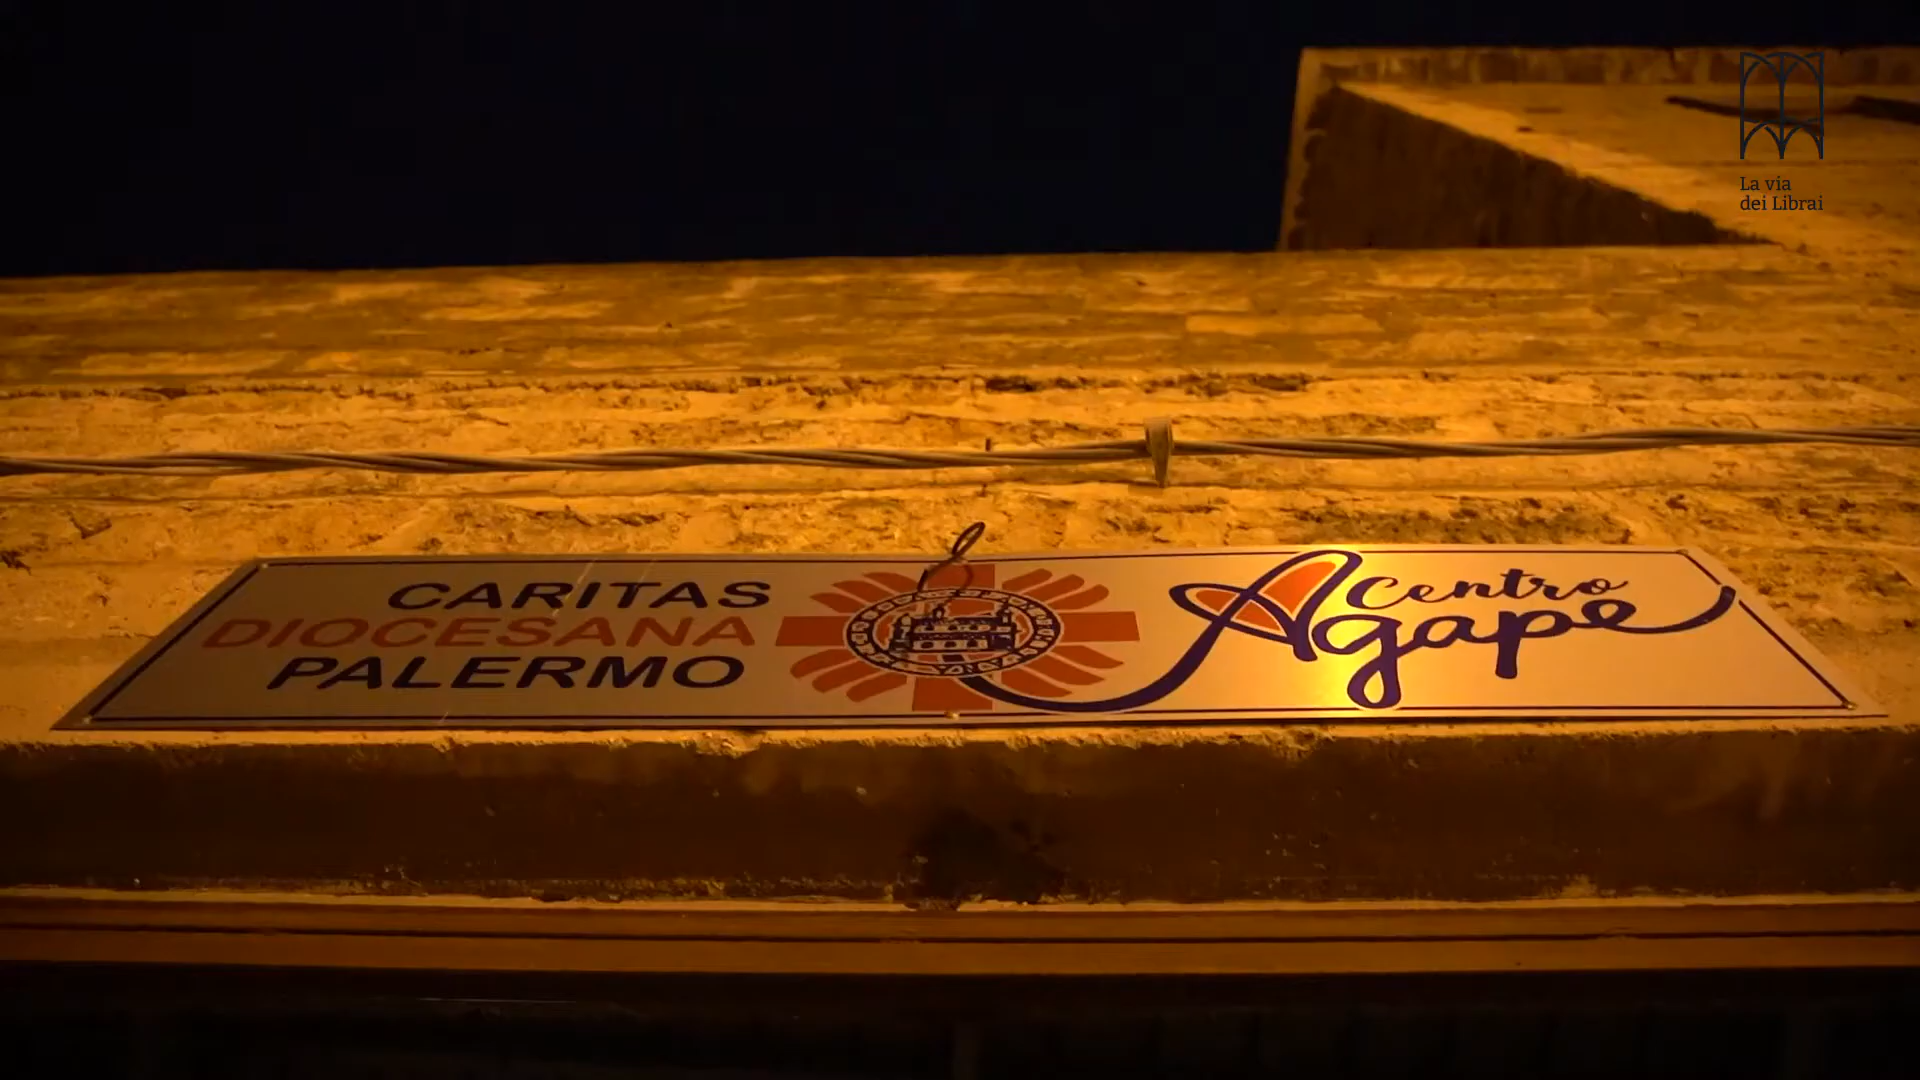 La via
dei Librai
CARITAS
DIOCESANA
PALERMO
Centro
Agape